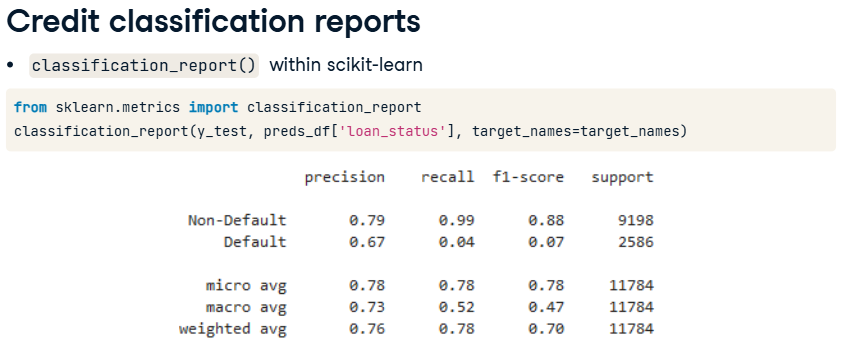 Credit classification reports
• classification_report() within scikit-learn
from sklearn.metrics import classification_report
classification_report(y_test, preds_df['loan_status'], target_names=target_names)
precision recall f1-score support
Non-Default 0.79 0.99 0.88 9198
Default 0.67 0.04 0.07 2586
micro avg 0.78 0.78 0.78 11784
macro avg 0.73 0.52 0.47 11784
weighted avg 0.76 0.78 0.70 11784